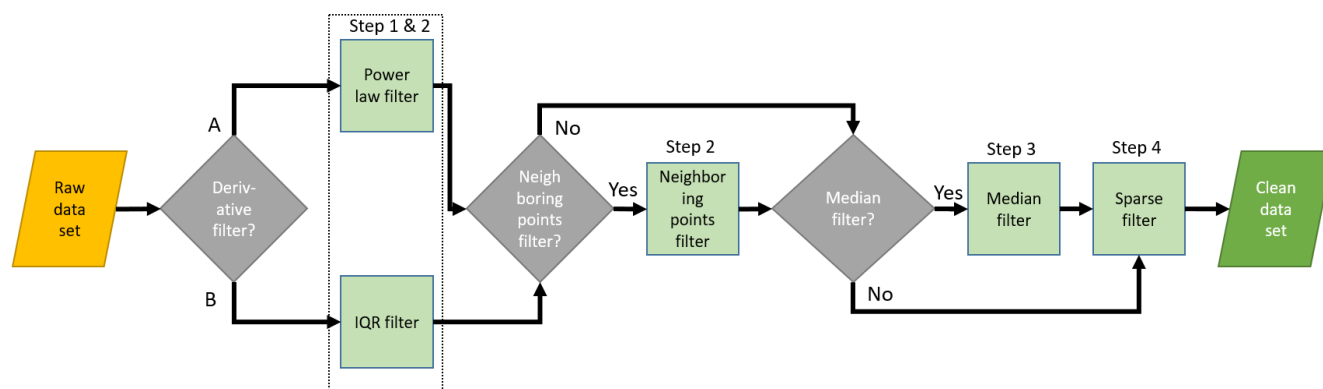 Step 1 & 2
Power
law filter
A
No
Step 2
Step 3
Step 4
Raw
data
set
Deriv-
ative
filter?
Neigh
boring
points
filter?
Yes
Neighbor
ing
points
filter
Median
filter?
Yes
Median
filter
Sparse
filter
Clean
data
set
B
IQR filter
No